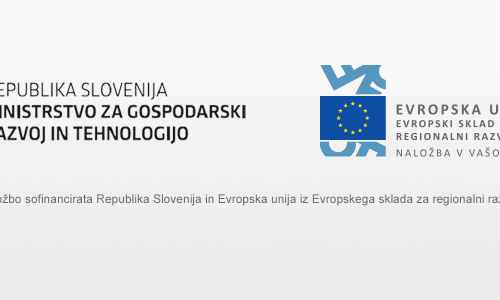 EPUBLIKA SLOVENIJA
INISTRSTVO ZA GOSPODARSKI
AZVOJ IN TEHNOLOGIJO
EVROPSKA U
EVROPSKI SKLAD
REGIONALNI RAZV
NALOŽBA V VAŠO
ožbo sofinancirata Republika Slovenija in Evropska unija iz Evropskega sklada za regionalni raz